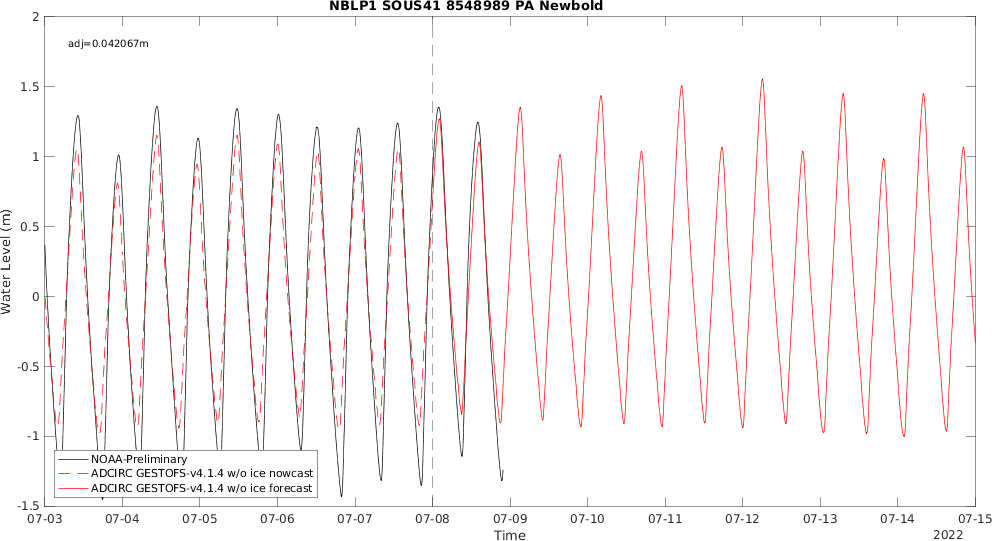 NBLP1 SOUS41 8548989 PA Newbold
adj=0.042067m
Water Level (m)
2
1.5
1
0.5
0
-0.5
-1
-1.5
NOAA-Preliminary
ADCIRC GESTOFS-v4.1.4 w/o ice nowcast
ADCIRC GESTOFS-v4.1.4 w/o ice forecast
07-03 07-04 07-05 07-06 07-07 07-08 07-09 07-10 07-11 07-12 07-13 07-14 07-15
Time
2022